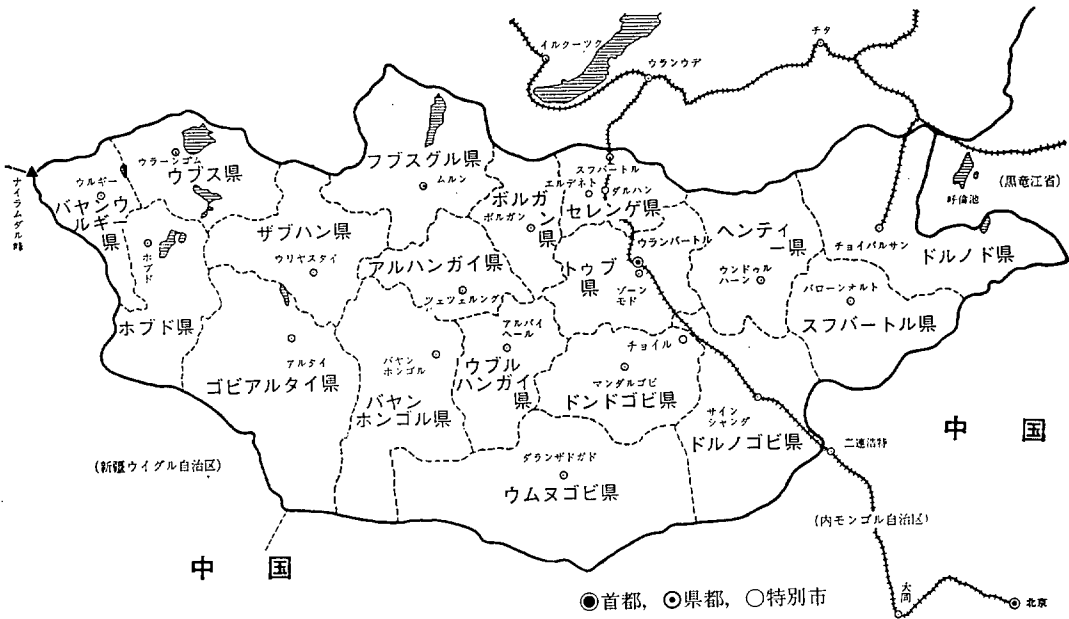 イルクーツク
チタ
ウランウデ
ナイラムダル峰
ウラーンゴム
ウブス県
ウルギー
バヤンウ
ルギー県
ホブド
ホブド県
ザブハン県
ウリヤスタイ
アルタイ
ゴビアルタイ県
フブスグル県
ムルン
アルハンガイ県
ツェツェルレング
バヤン
ホンゴル
バヤン
ホンゴル県
アルバイ
ヘール
ウブル
ハンガイ県
ボルガン県
ボルガン
スフバートル
エルデネト
ダルハン
セレンゲ県
ウランバートル
トゥブ県
ゾーン
モド
チョイル
マンダルゴビ
ドンドゴビ県
ダランザドガド
ウムヌゴビ県
サイン
シャンダ
ドルノゴビ県
ヘンティー県
ウンドゥル
ハーン
チョイバルサン
ドルノド県
バローンオルト
スフバートル県
呼倫池
(黒竜江省)
中国
二連浩特
(内モンゴル自治区)
(新疆ウイグル自治区)
中国
大同
北京
◉首都, ⊙県都, ○特別市